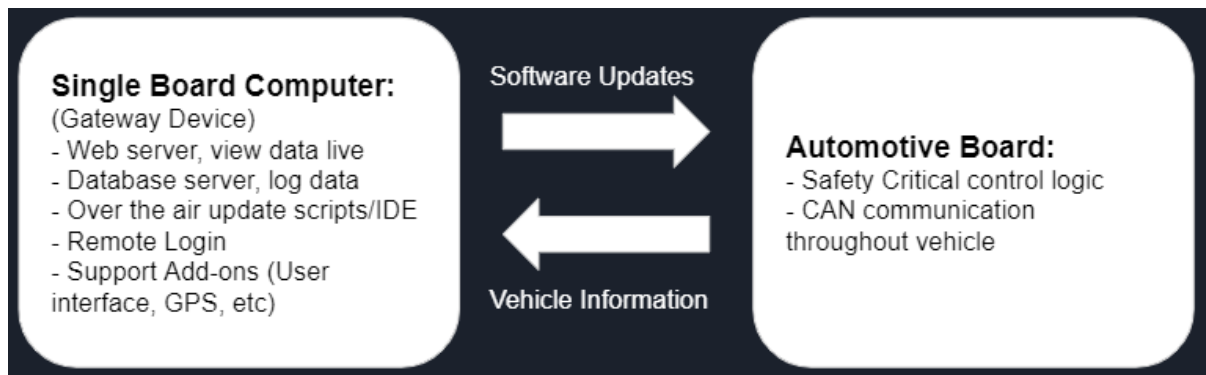 Single Board Computer:
(Gateway Device)
- Web server, view data live
- Database server, log data
- Over the air update scripts/IDE
- Remote Login
- Support Add-ons (User
interface, GPS, etc)
Software Updates
Vehicle Information
Automotive Board:
- Safety Critical control logic
- CAN communication
throughout vehicle